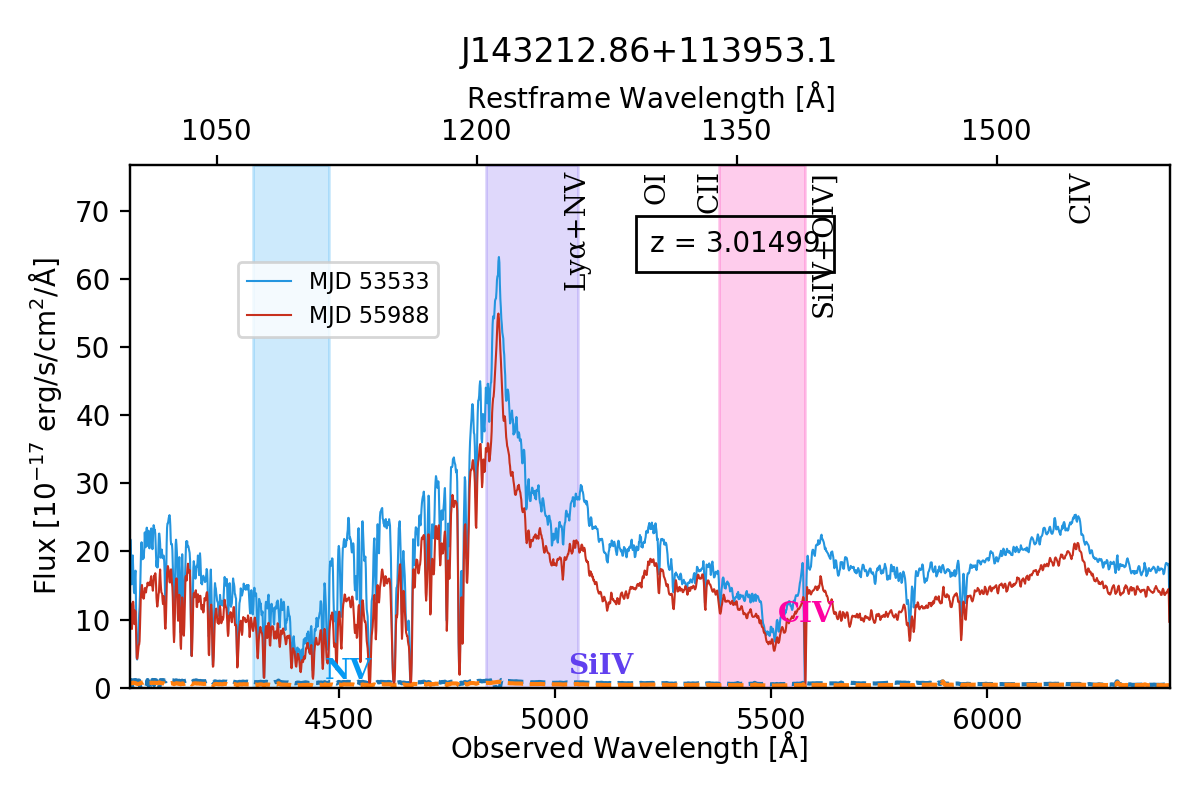 J143212.86+113953.1
Restframe Wavelength [Å]
1050 1200 1350 1500
Lyα+NV
OI
CII
SiIV+OIV]
CIV
z = 3.01499
MJD 53533
MJD 55988
Flux [10⁻¹⁷ erg/s/cm²/Å]
70
60
50
40
30
20
10
0
CIV
NV
SiIV
4500 5000 5500 6000
Observed Wavelength [Å]